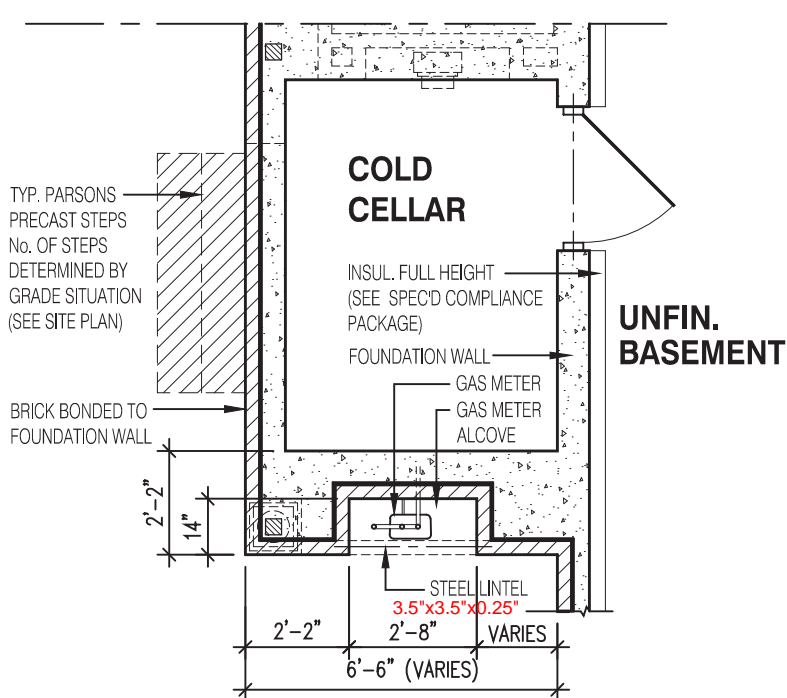 COLD
CELLAR
TYP. PARSONS
PRECAST STEPS
No. OF STEPS
DETERMINED BY
GRADE SITUATION
(SEE SITE PLAN)
INSUL. FULL HEIGHT
(SEE SPEC'D COMPLIANCE
PACKAGE)
UNFIN.
BASEMENT
FOUNDATION WALL
GAS METER
GAS METER
ALCOVE
BRICK BONDED TO
FOUNDATION WALL
2'-2"
14"
STEEL LINTEL
3.5"x3.5"x0.25"
2'-2"
2'-8"
VARIES
6'-6" (VARIES)